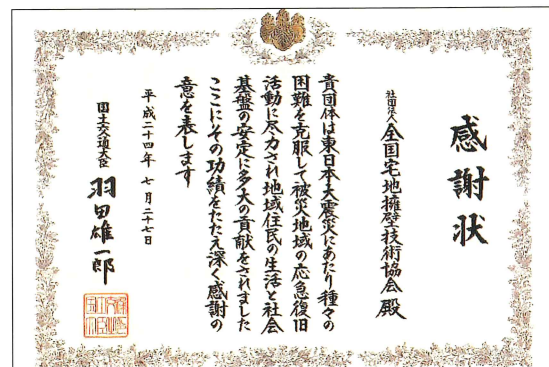 感謝状
社団法人全国宅地擁壁技術協会 殿
貴団体は東日本大震災にあたり種々の
困難を克服して被災地域の応急復旧
活動に尽力され地域住民の生活と社会
基盤の安定に多大の貢献をされました
ここにその功績をたたえ深く感謝の
意を表します
平成二十四年 七月二十七日
国土交通大臣 羽田雄一郎